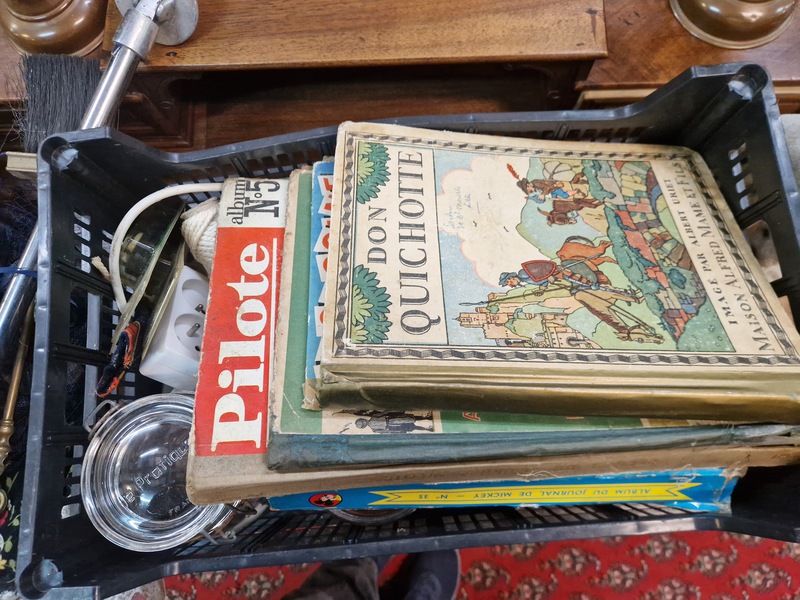 DON
QUICHOTTE
IMAGÉ PAR ALBERT URIET
MAISON ALFRED MAME ET FILS
album
N°5
Pilote
ALBUM DU JOURNAL DE MICKEY - N° 23